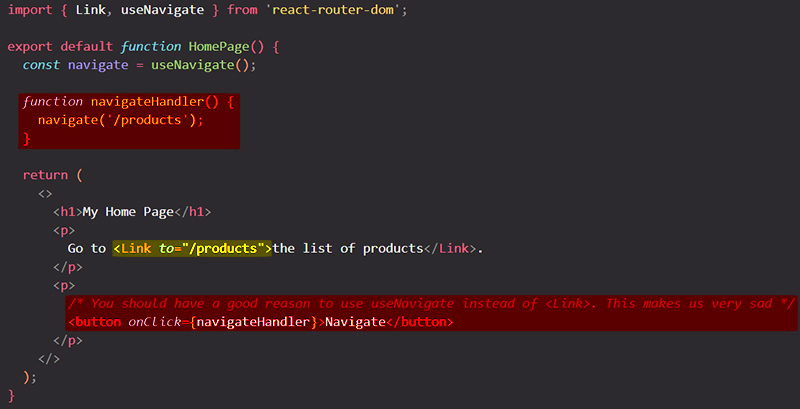 import { Link, useNavigate } from 'react-router-dom';
export default function HomePage() {
const navigate = useNavigate();
function navigateHandler() {
navigate('/products');
}
return (
<>
<h1>My Home Page</h1>
<p>
Go to <Link to="/products">the list of products</Link>.
</p>
<p>
/* You should have a good reason to use useNavigate instead of <Link>. This makes us very sad */
<button onClick={navigateHandler}>Navigate</button>
</p>
</>
);
}